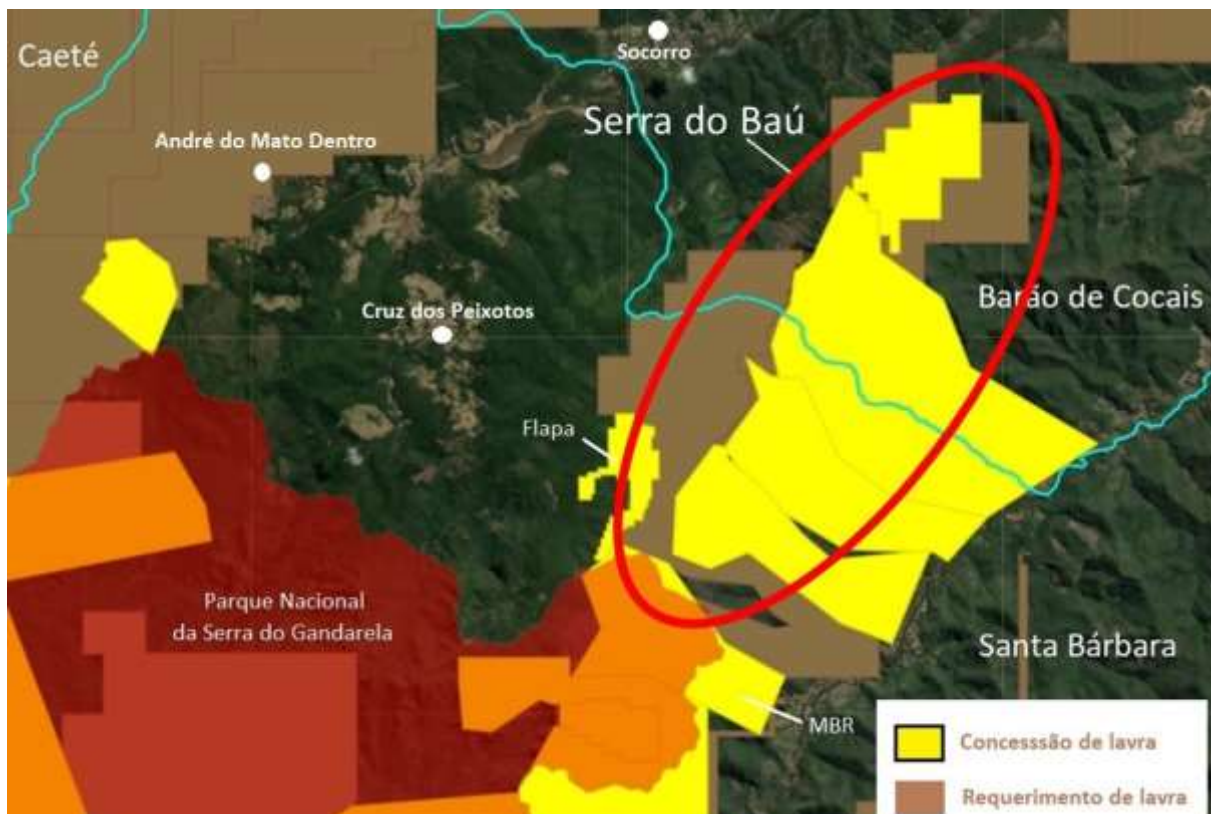 Caeté
Socorro
Serra do Baú
André do Mato Dentro
Barão de Cocais
Cruz dos Peixotos
Flapa
Parque Nacional
da Serra do Gandarela
Santa Bárbara
MBR
Concesssão de lavra
Requerimento de lavra